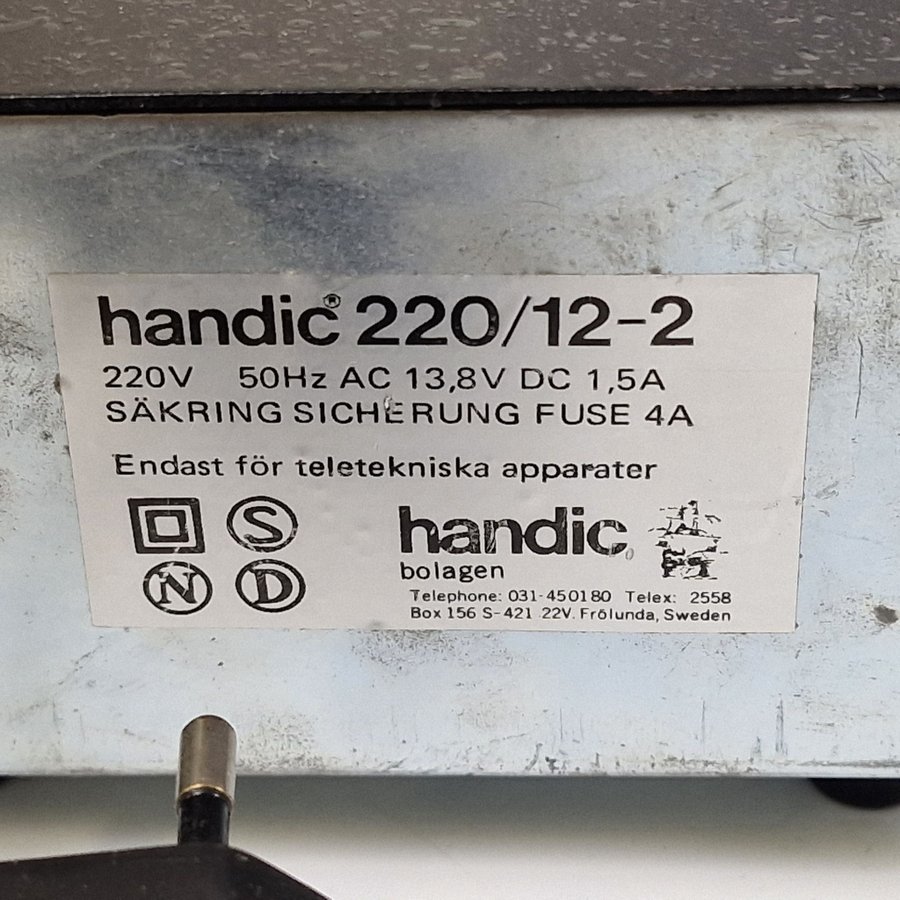 handic® 220/12-2
220V 50Hz AC 13,8V DC 1,5A
SÄKRING SICHERUNG FUSE 4A
Endast för teletekniska apparater
S
N D
handic®
bolagen
Telephone: 031-450180 Telex: 2558
Box 156 S-421 22V. Frölunda, Sweden